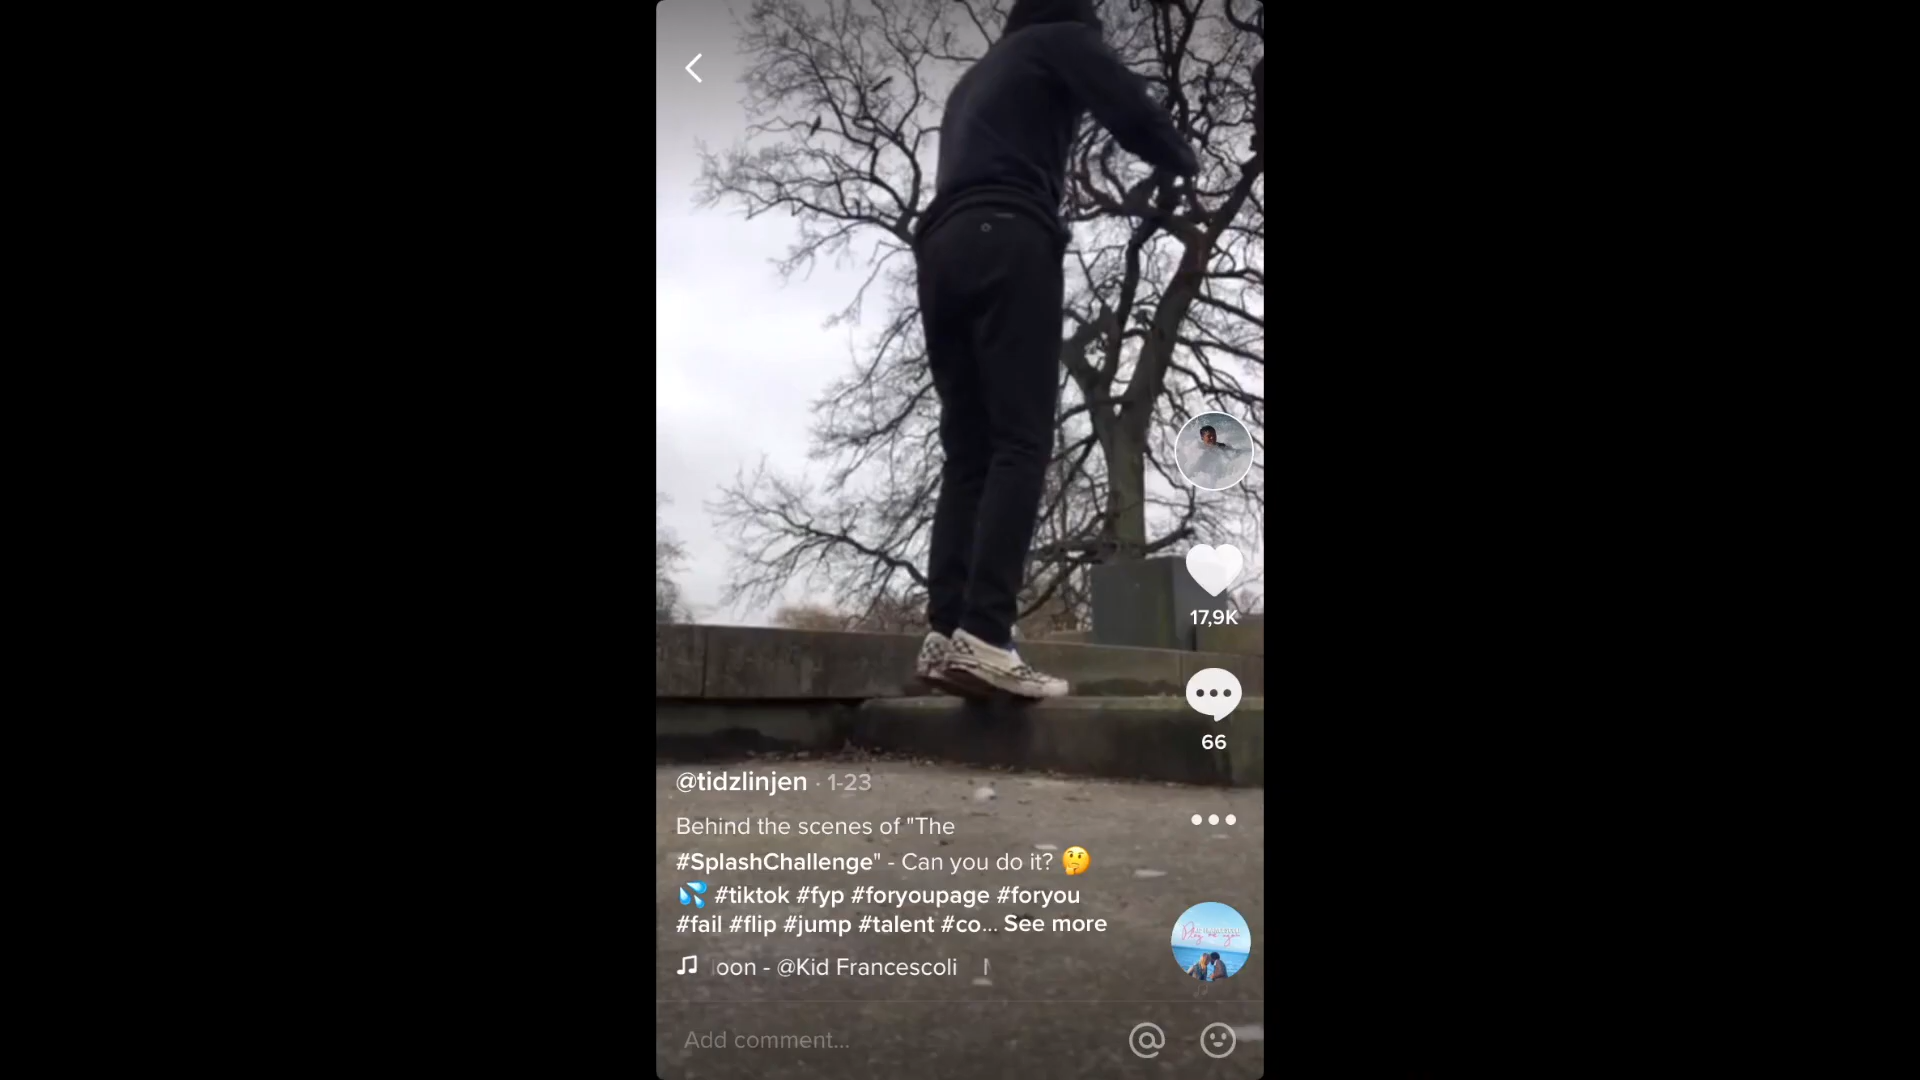 17,9K
66
@tidzlinjen · 1-23
Behind the scenes of "The
#SplashChallenge" - Can you do it? 🤔
💦 #tiktok #fyp #foryoupage #foryou
#fail #flip #jump #talent #co... See more
oon - @Kid Francescoli
Add comment...